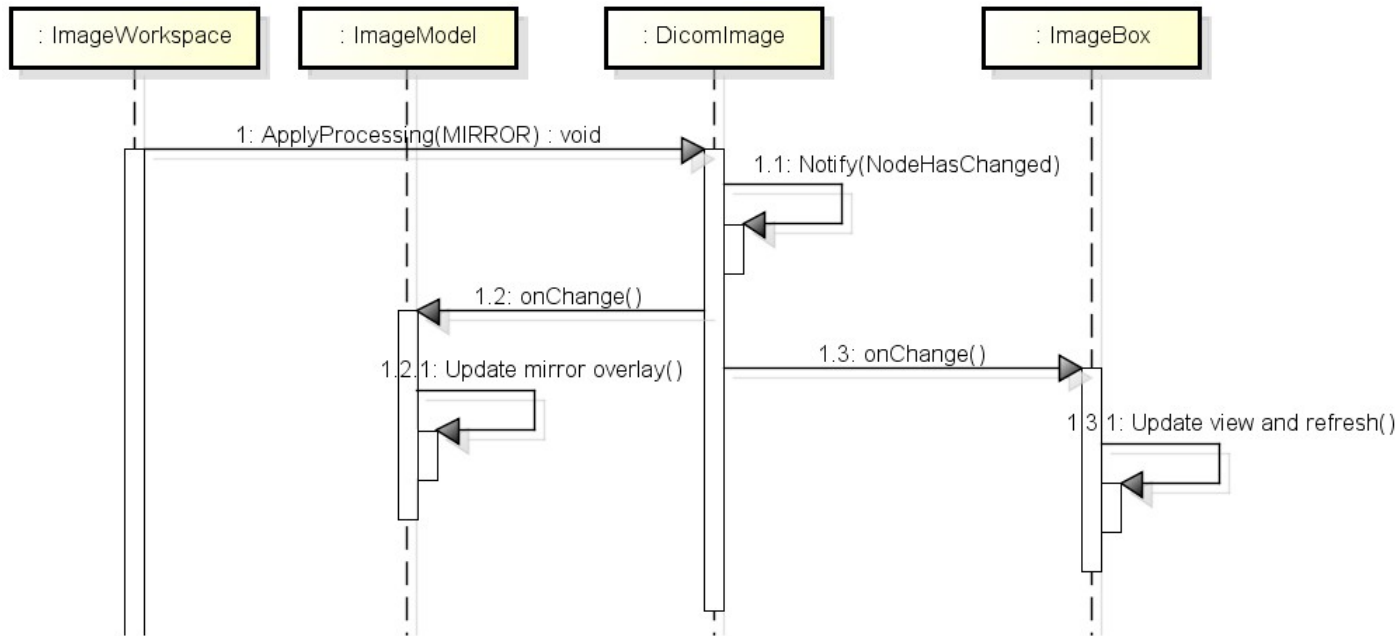 : ImageWorkspace
: ImageModel
: DicomImage
: ImageBox
1: ApplyProcessing(MIRROR) : void
1.1: Notify(NodeHasChanged)
1.2: onChange()
1.3: onChange()
1.2.1: Update mirror overlay()
1.3.1: Update view and refresh()